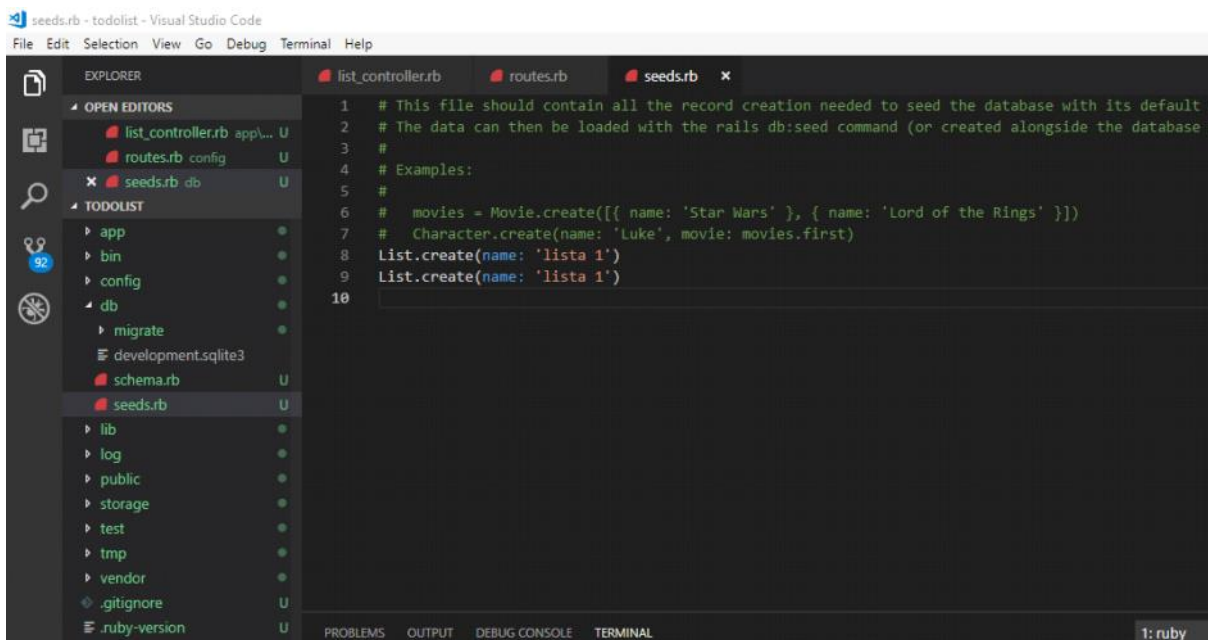 seeds.rb - todolist - Visual Studio Code
File Edit Selection View Go Debug Terminal Help
EXPLORER
OPEN EDITORS
list_controller.rb app\... U
routes.rb config U
seeds.rb db U
TODOLIST
app
bin
config
db
migrate
development.sqlite3
schema.rb U
seeds.rb U
lib
log
public
storage
test
tmp
vendor
.gitignore U
.ruby-version U
92
list_controller.rb routes.rb seeds.rb
1 # This file should contain all the record creation needed to seed the database with its default
2 # The data can then be loaded with the rails db:seed command (or created alongside the database
3 #
4 # Examples:
5 #
6 #   movies = Movie.create([{ name: 'Star Wars' }, { name: 'Lord of the Rings' }])
7 #   Character.create(name: 'Luke', movie: movies.first)
8 List.create(name: 'lista 1')
9 List.create(name: 'lista 1')
10
PROBLEMS OUTPUT DEBUG CONSOLE TERMINAL 1: ruby